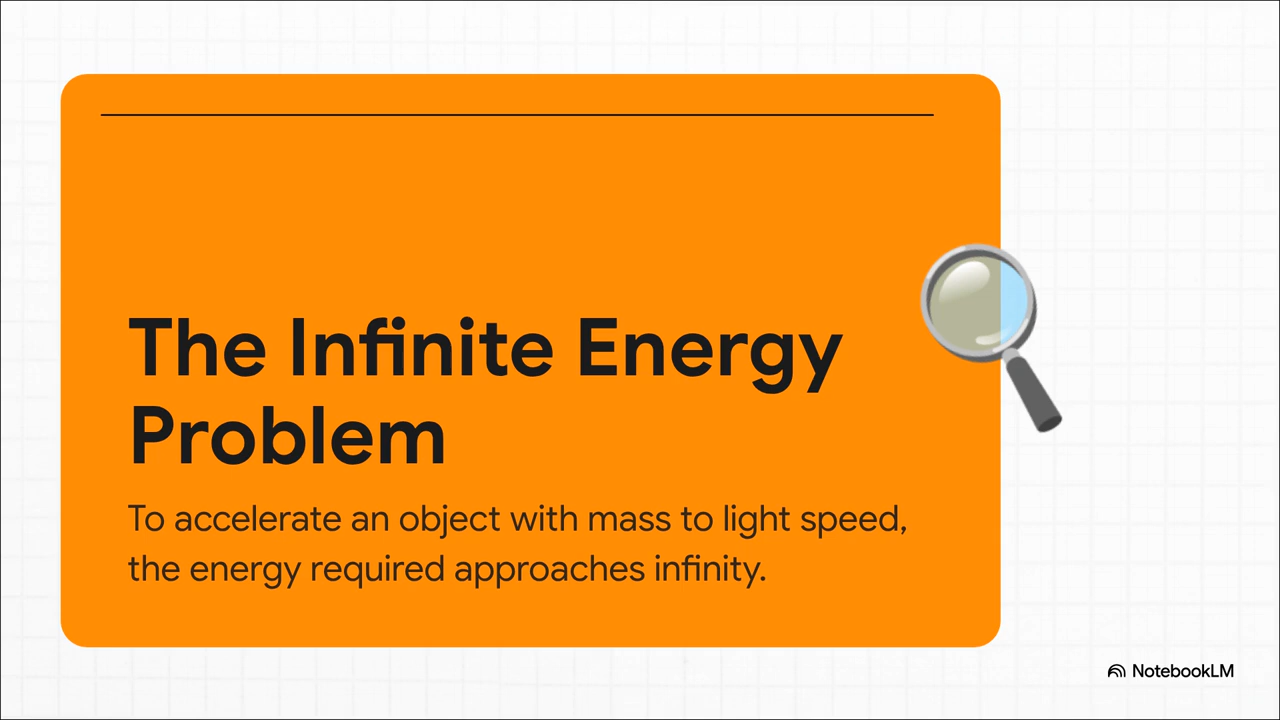 The Infinite Energy
Problem
To accelerate an object with mass to light speed,
the energy required approaches infinity.
NotebookLM